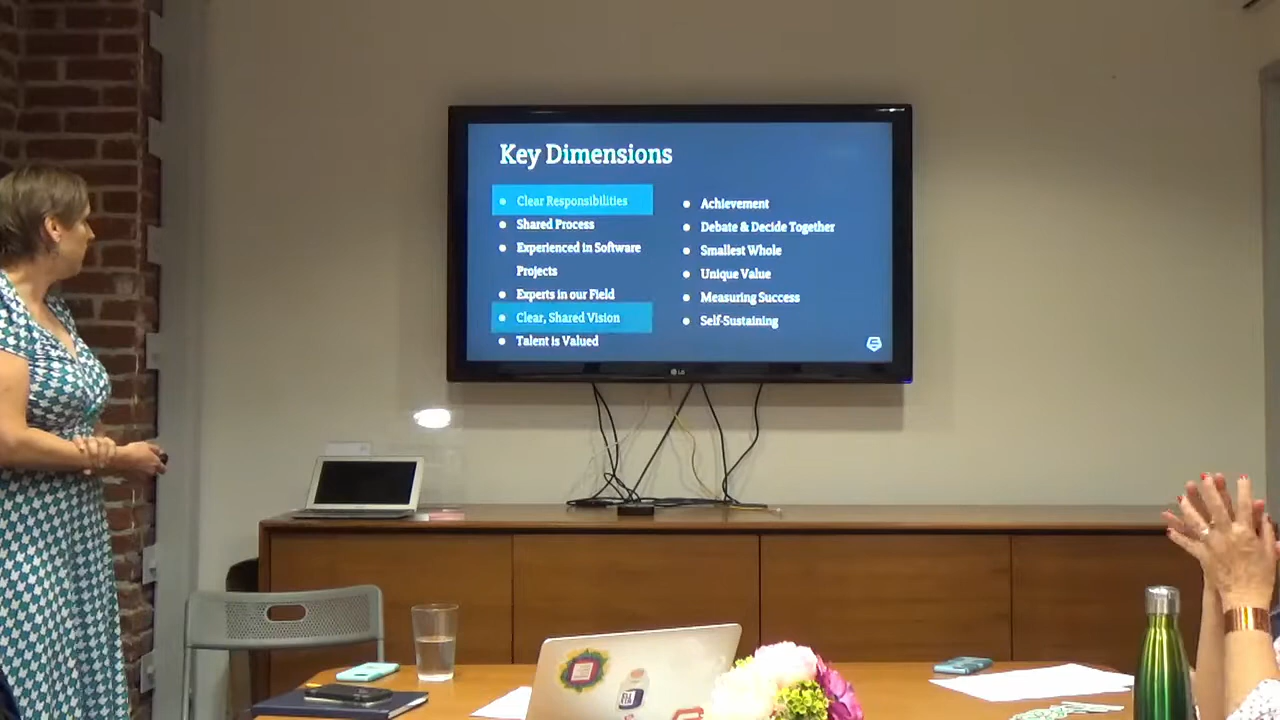 Key Dimensions
Clear Responsibilities
Shared Process
Experienced in Software
Projects
Experts in our Field
Clear, Shared Vision
Talent is Valued
Achievement
Debate & Decide Together
Smallest Whole
Unique Value
Measuring Success
Self-Sustaining
LG